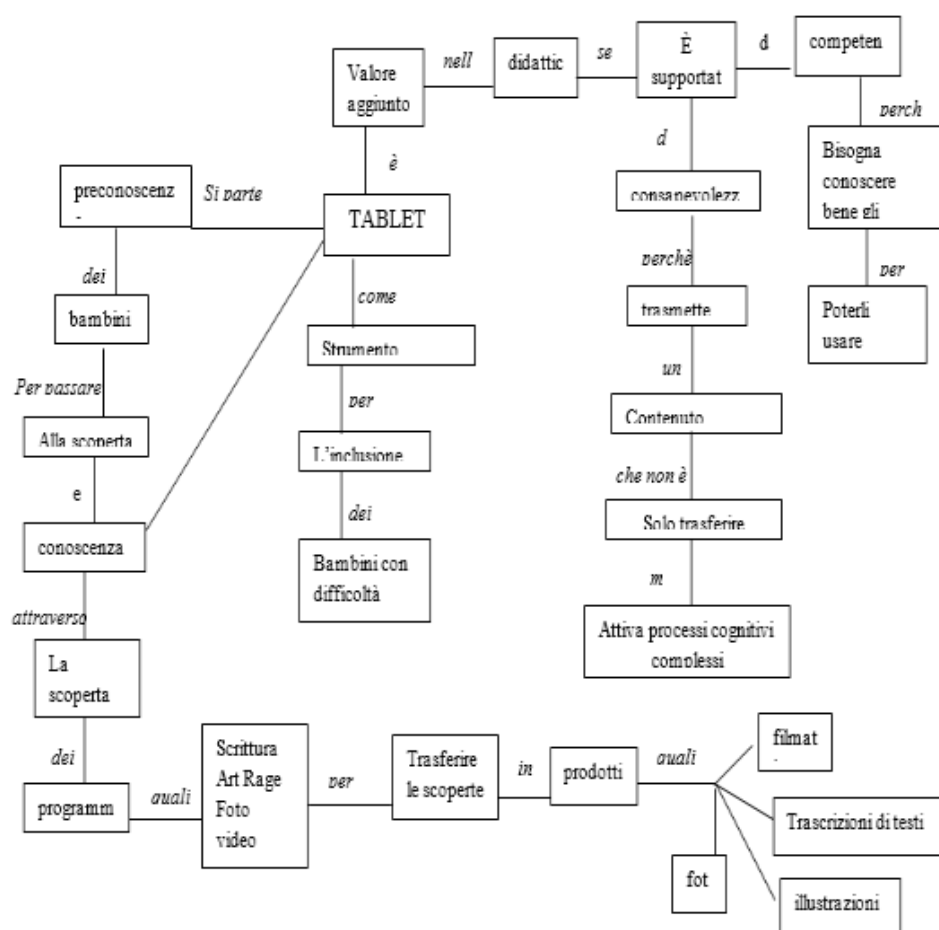 È
supportat
d
competen
nell
didattic
se
Valore
aggiunto
perch
Bisogna
conoscere
bene gli
è
d
preconoscenz
Si parte
TABLET
consapevolezz
dei
perchè
per
come
bambini
trasmette
Poterli
usare
Strumento
Per passare
un
per
Contenuto
Alla scoperta
L'inclusione
che non è
e
dei
Solo trasferire
conoscenza
Bambini con
difficoltà
m
attraverso
Attiva processi cognitivi
complessi
La
scoperta
dei
Scrittura
Art Rage
Foto
video
per
Trasferire
le scoperte
in
prodotti
quali
filmat
programm
quali
Trascrizioni di testi
fot
illustrazioni